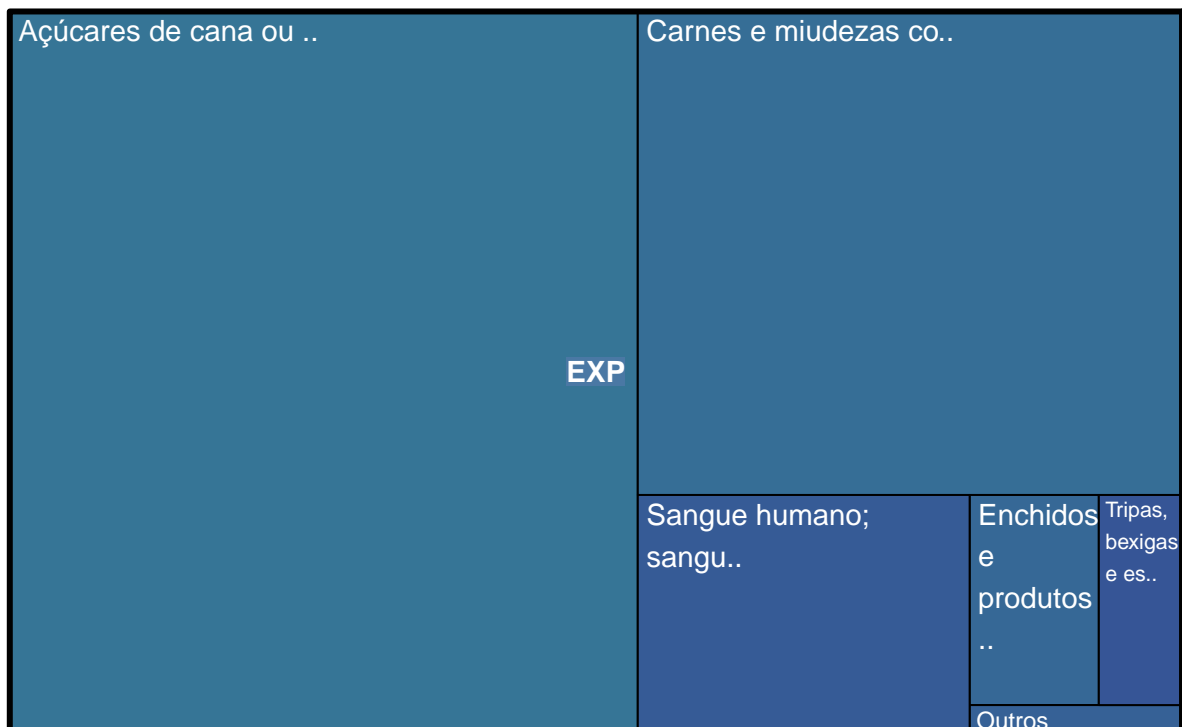 Açúcares de cana ou ..
Carnes e miudezas co..
EXP
Sangue humano;
sangu..
Enchidos
e
produtos
..
Tripas,
bexigas
e es..
Outros